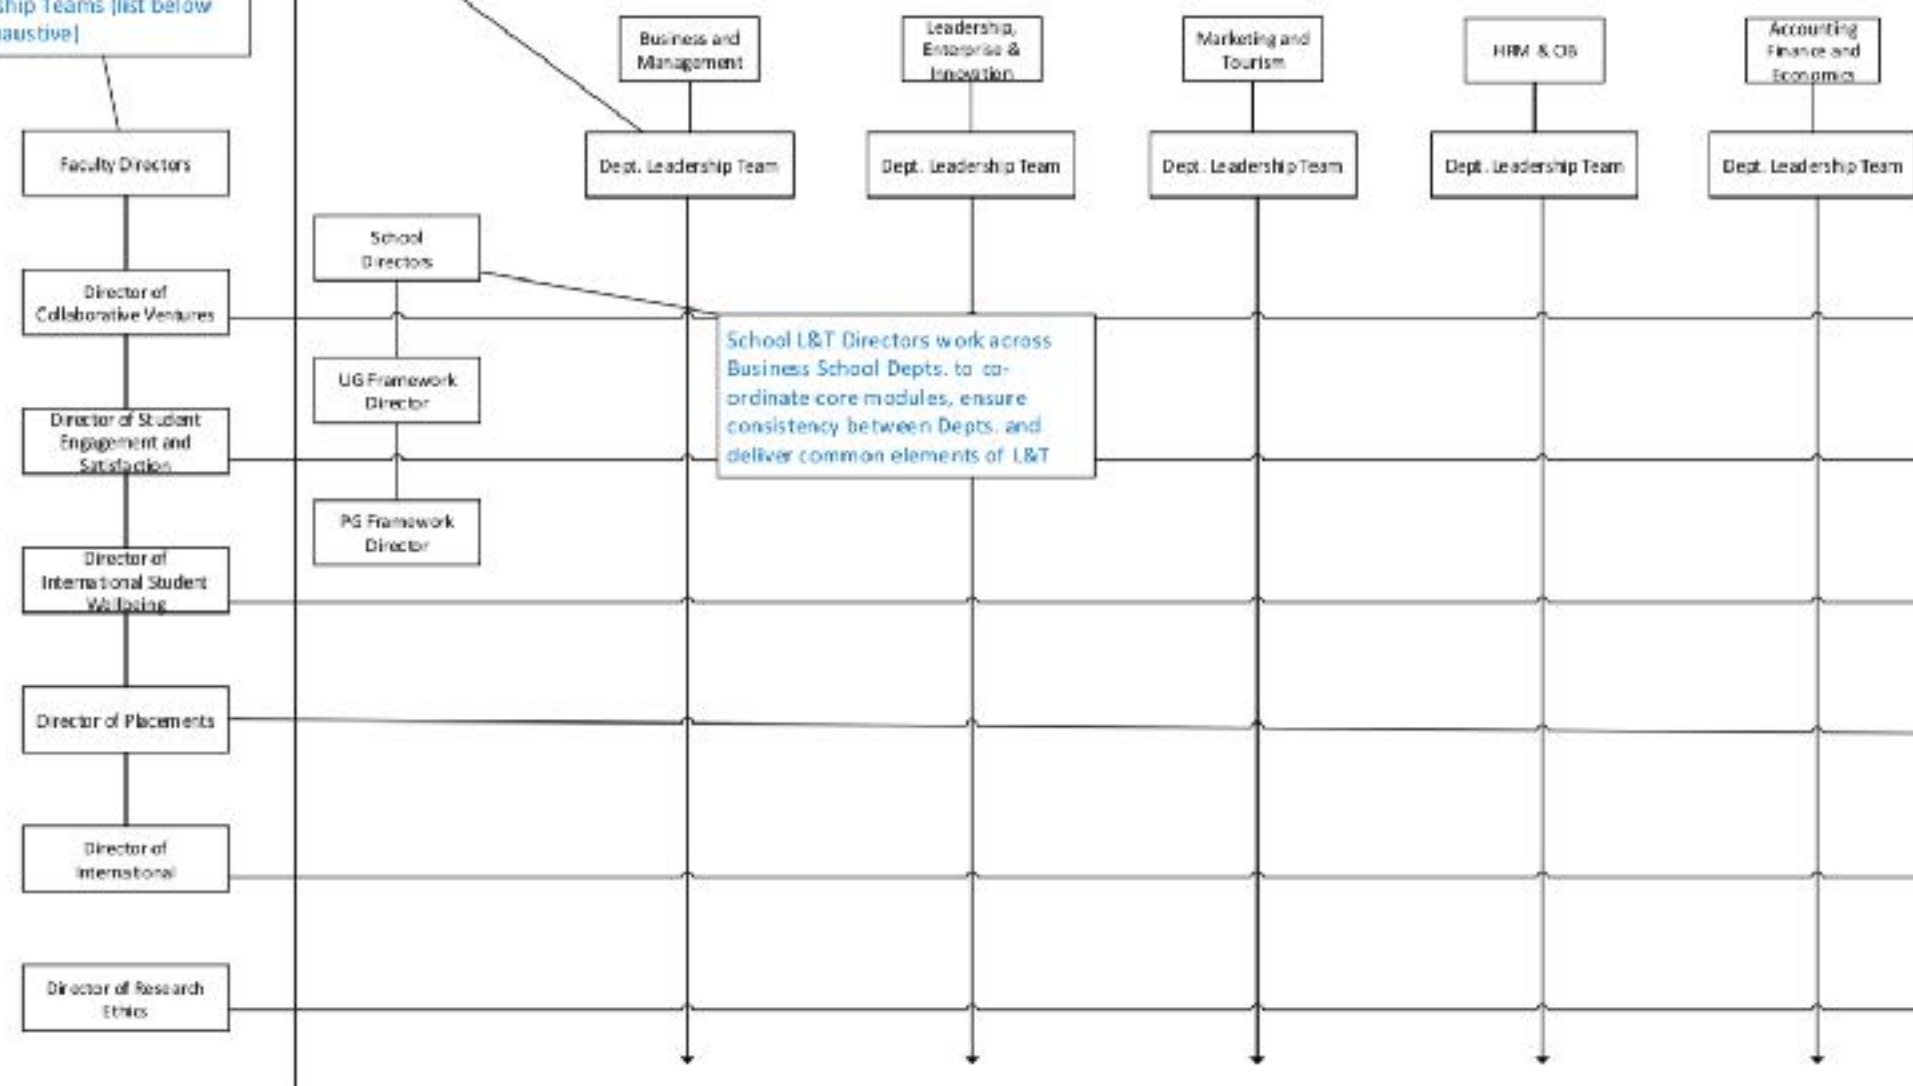 ship Teams (list below
austive)
Business and
Management
Leadership,
Enterprise &
Innovation
Marketing and
Tourism
HRM & OB
Accounting
Finance and
Economics
Faculty Directors
Dept. Leadership Team
Dept. Leadership Team
Dept. Leadership Team
Dept. Leadership Team
Dept. Leadership Team
School
Directors
Director of
Collaborative Ventures
School L&T Directors work across
Business School Depts. to co-
ordinate core modules, ensure
consistency between Depts. and
deliver common elements of L&T
UG Framework
Director
Director of Student
Engagement and
Satisfaction
PG Framework
Director
Director of
International Student
Wellbeing
Director of Placements
Director of
International
Director of Research
Ethics